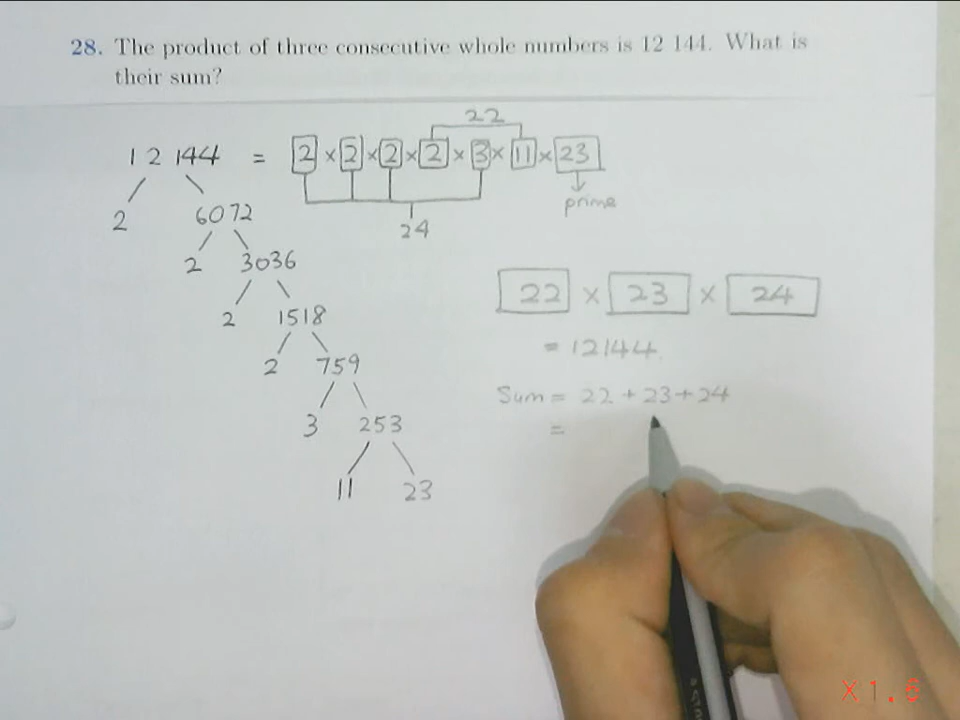 28. The product of three consecutive whole numbers is 12 144. What is
their sum?
22
12 144 = 2 × 2 × 2 × 2 × 3 × 11 × 23
prime
24
2 6072
2 3036
2 1518
2 759
3 253
11 23
22 × 23 × 24
= 12144
Sum = 22 + 23 + 24
=
X1.5